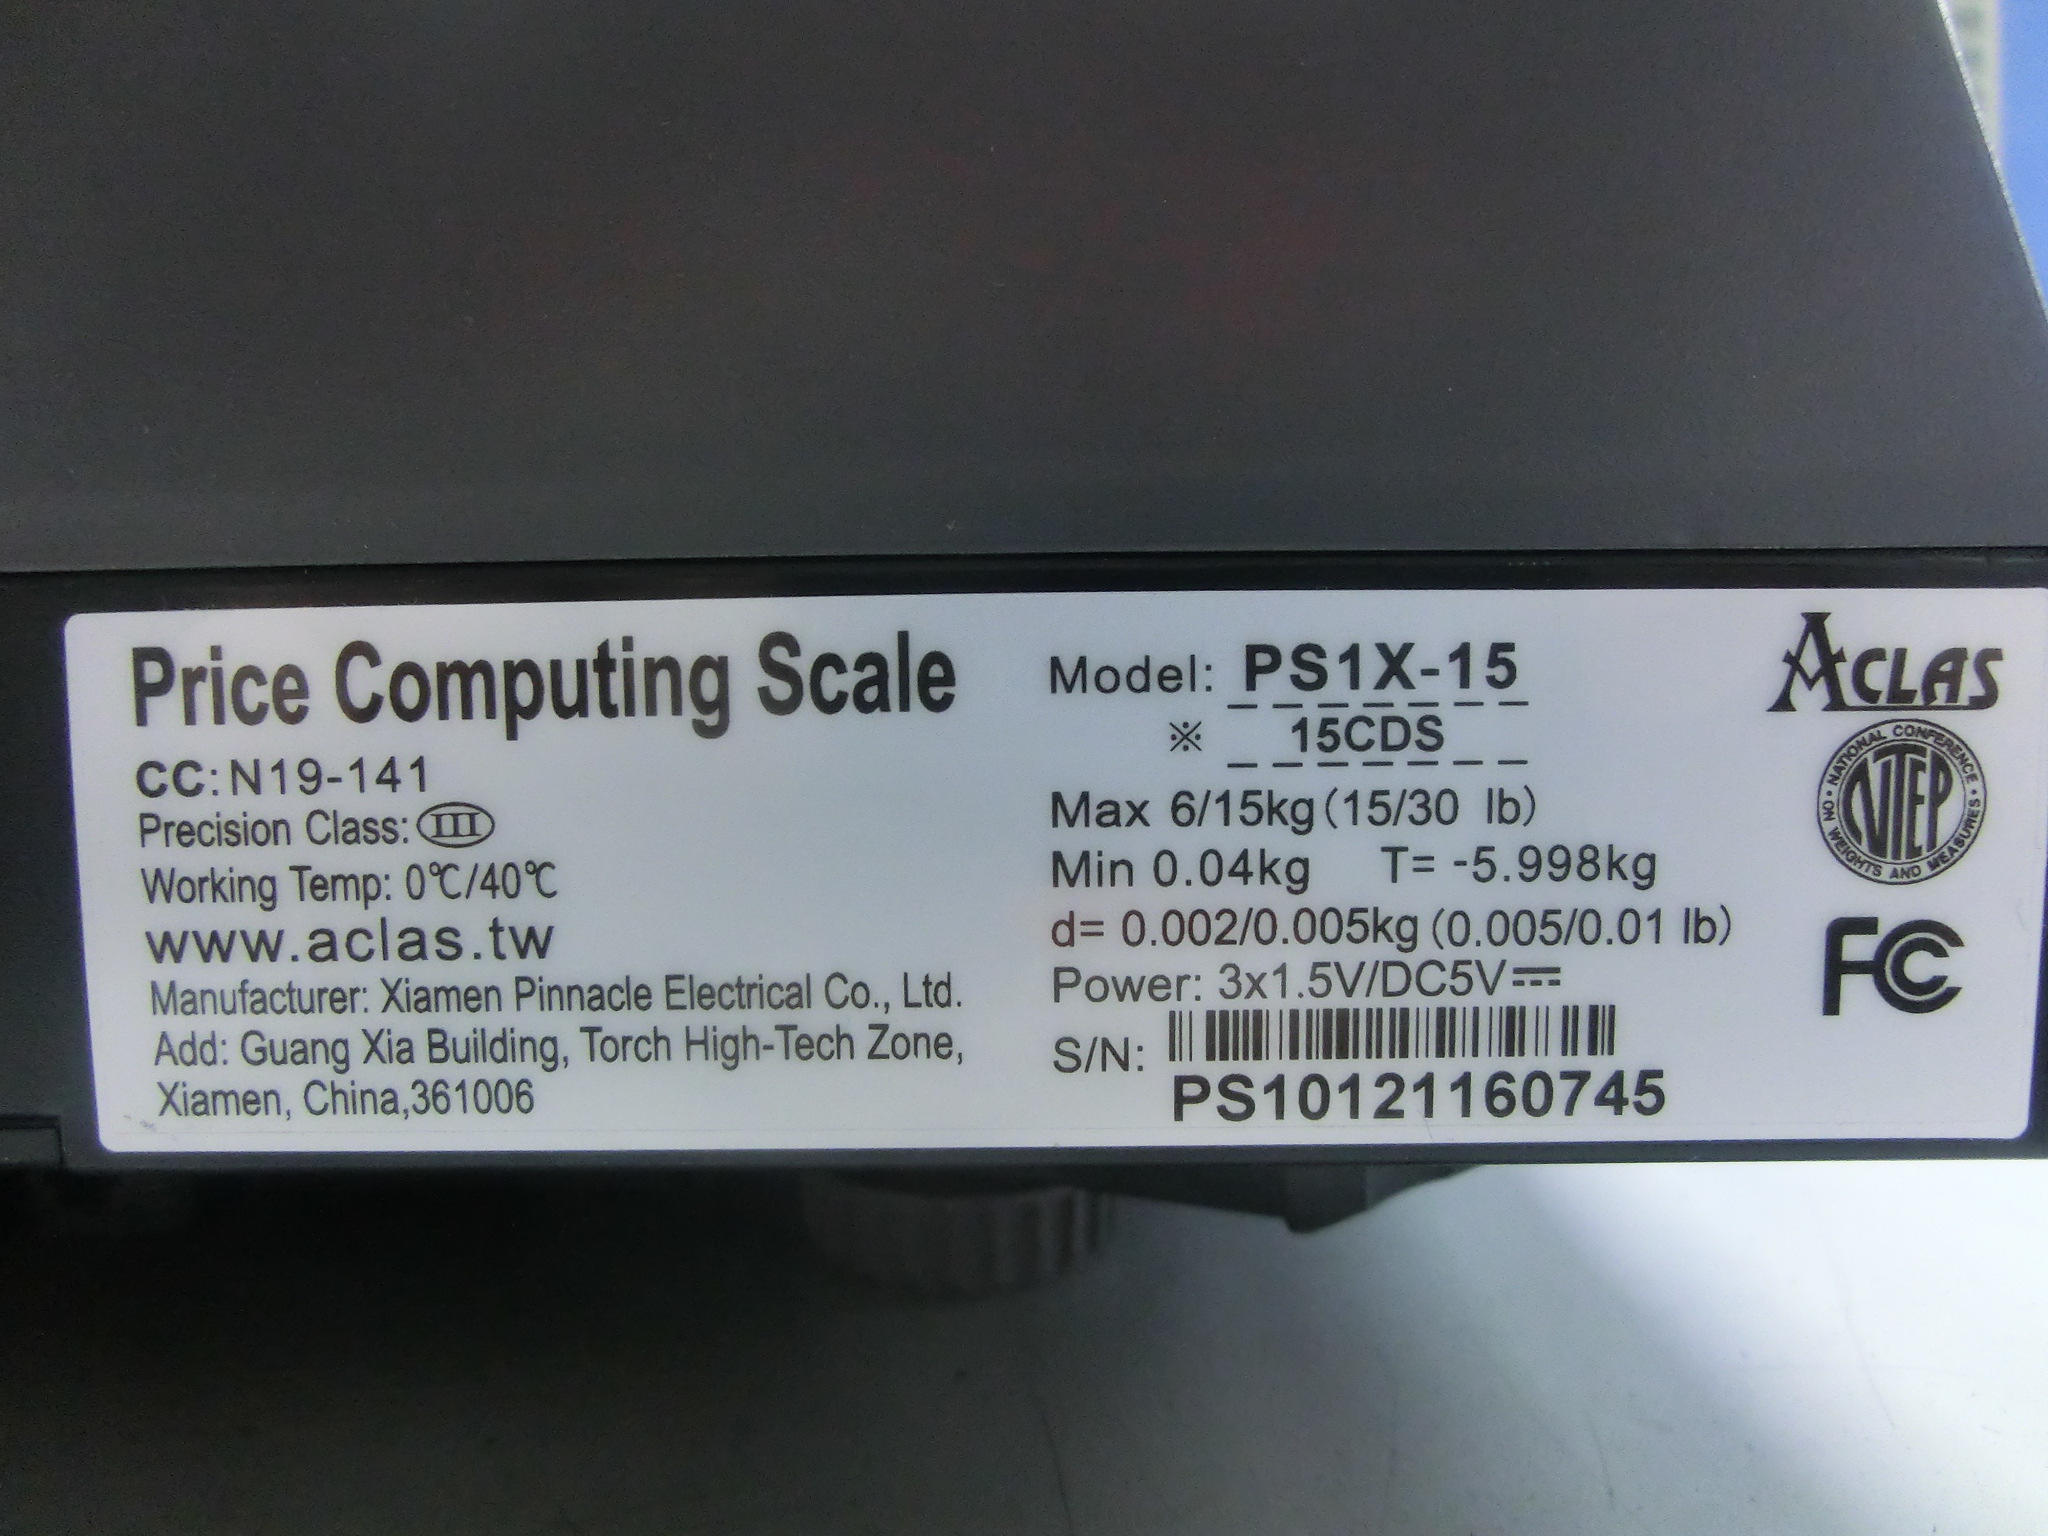 Price Computing Scale
CC: N19-141
Precision Class: III
Working Temp: 0℃/40℃
www.aclas.tw
Manufacturer: Xiamen Pinnacle Electrical Co., Ltd.
Add: Guang Xia Building, Torch High-Tech Zone,
Xiamen, China,361006
Model: PS1X-15
※ 15CDS
Max 6/15kg (15/30 lb)
Min 0.04kg T= -5.998kg
d= 0.002/0.005kg (0.005/0.01 lb)
Power: 3x1.5V/DC5V⎓
S/N:
PS10121160745
ACLAS
NATIONAL CONFERENCE
NTEP
ON WEIGHTS AND MEASURES
FC